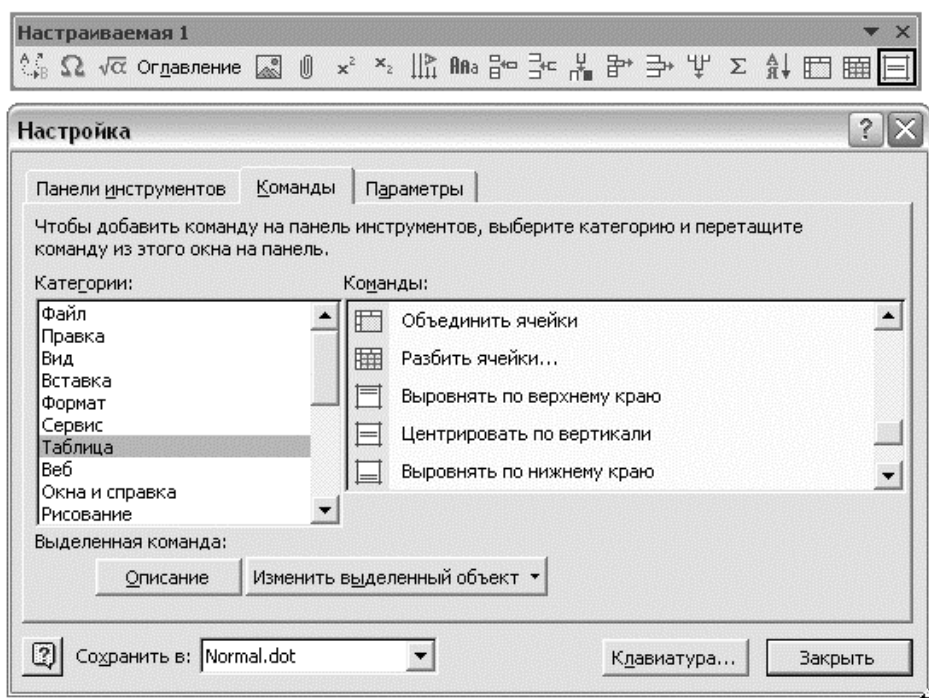 Настраиваемая 1
Ω √α Оглавление x² ×₂ ААа Σ А Я
Настройка
Панели инструментов Команды Параметры
Чтобы добавить команду на панель инструментов, выберите категорию и перетащите
команду из этого окна на панель.
Категории: Команды:
Файл
Правка
Вид
Вставка
Формат
Сервис
Таблица
Веб
Окна и справка
Рисование
Объединить ячейки
Разбить ячейки...
Выровнять по верхнему краю
Центрировать по вертикали
Выровнять по нижнему краю
Выделенная команда:
Описание Изменить выделенный объект
Сохранить в: Normal.dot Клавиатура... Закрыть